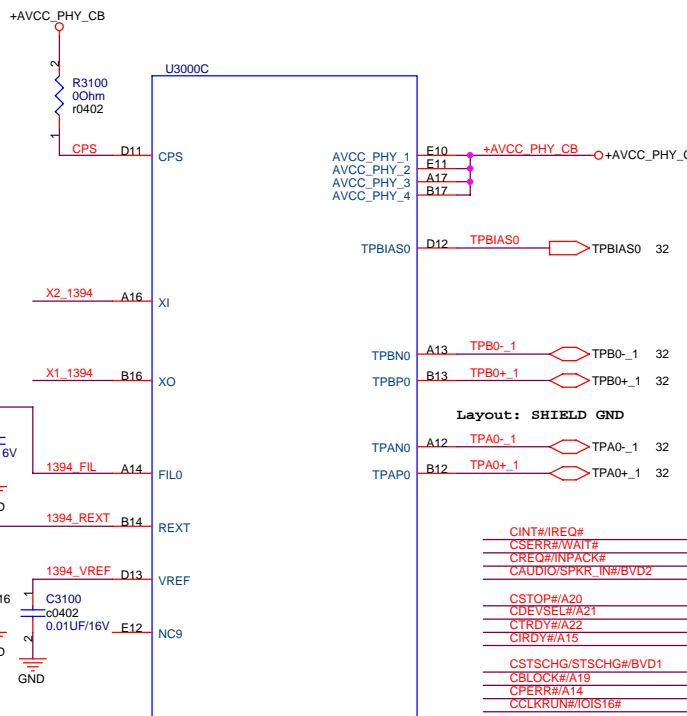 +AVCC_PHY_CB
U3000C
2
R3100
0Ohm
r0402
1
CPS D11 CPS
AVCC_PHY_1 E10 +AVCC_PHY_CB +AVCC_PHY_C
AVCC_PHY_2 E11
AVCC_PHY_3 A17
AVCC_PHY_4 B17
TPBIAS0 D12 TPBIAS0 TPBIAS0 32
X2_1394 A16 XI
TPBN0 A13 TPB0-_1 TPB0-_1 32
X1_1394 B16 XO
TPBP0 B13 TPB0+_1 TPB0+_1 32
Layout: SHIELD GND
TPAN0 A12 TPA0-_1 TPA0-_1 32
6V
1394_FIL A14 FIL0
TPAP0 B12 TPA0+_1 TPA0+_1 32
D
1394_REXT B14 REXT
CINT#/IREQ#
CSERR#/WAIT#
CREQ#/INPACK#
CAUDIO/SPKR_IN#/BVD2
1394_VREF D13 VREF
16
1
C3100
c0402
0.01UF/16V
2
E12 NC9
D
GND
CSTOP#/A20
CDEVSEL#/A21
CTRDY#/A22
CIRDY#/A15
CSTSCHG/STSCHG#/BVD1
CBLOCK#/A19
CPERR#/A14
CCLKRUN#/IOIS16#